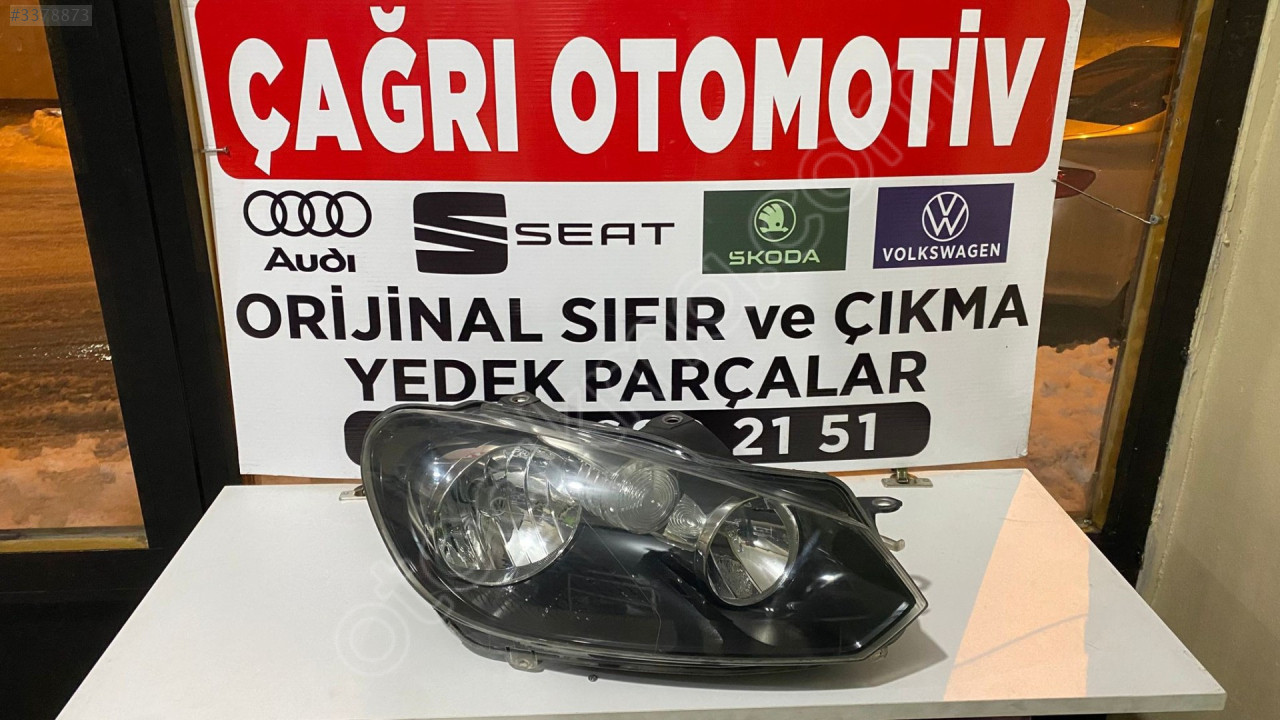 #3378873
ÇAĞRI OTOMOTİV
Audi SEAT ŠKODA VOLKSWAGEN
ORİJİNAL SIFIR ve ÇIKMA
YEDEK PARÇALAR
21 51